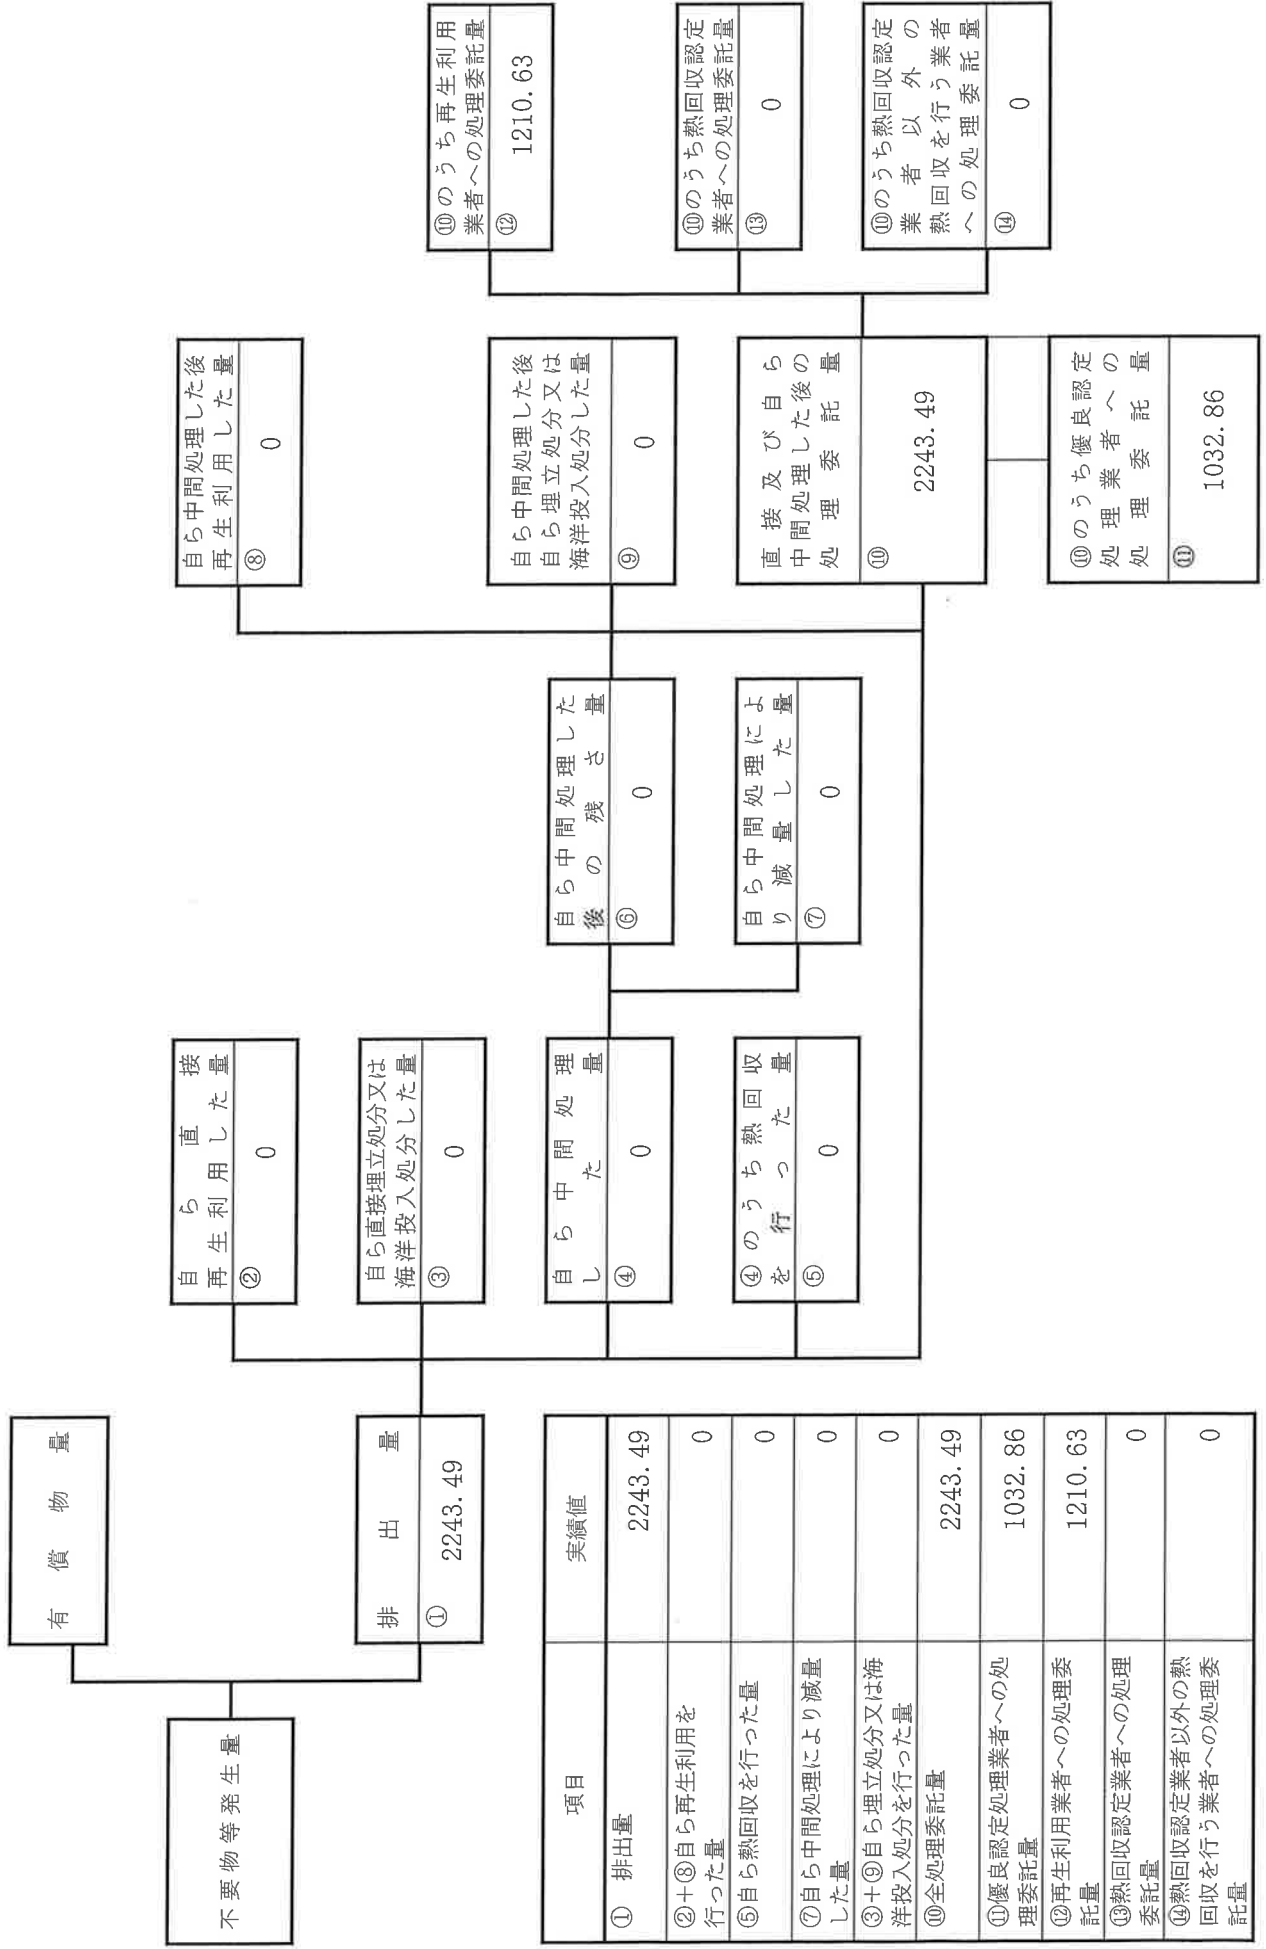 不要物等発生量
有償物量
排出量
① 2243.49
自ら直接
再生利用した量
② 0
自ら直接埋立処分又は
海洋投入処分した量
③ 0
自ら中間処理
した量
④ 0
④のうち熱回収
を行った量
⑤ 0
自ら中間処理した
後の残さ量
⑥ 0
自ら中間処理によ
り減量した量
⑦ 0
自ら中間処理した後
再生利用した量
⑧ 0
自ら中間処理した後
自ら埋立処分又は
海洋投入処分した量
⑨ 0
直接及び自ら
中間処理した後の
処理委託量
⑩ 2243.49
⑩のうち優良認定
処理業者への
処理委託量
⑪ 1032.86
⑩のうち再生利用
業者への処理委託量
⑫ 1210.63
⑩のうち熱回収認定
業者への処理委託量
⑬ 0
⑩のうち熱回収認定
業者以外の
熱回収を行う業者
への処理委託量
⑭ 0
項目 実績値
① 排出量 2243.49
②+⑧自ら再生利用を
行った量 0
⑤自ら熱回収を行った量 0
⑦自ら中間処理により減量
した量 0
③+⑨自ら埋立処分又は海
洋投入処分を行った量 0
⑩全処理委託量 2243.49
⑪優良認定処理業者への処
理委託量 1032.86
⑫再生利用業者への処理委
託量 1210.63
⑬熱回収認定業者への処理
委託量 0
⑭熱回収認定業者以外の熱
回収を行う業者への処理委
託量 0